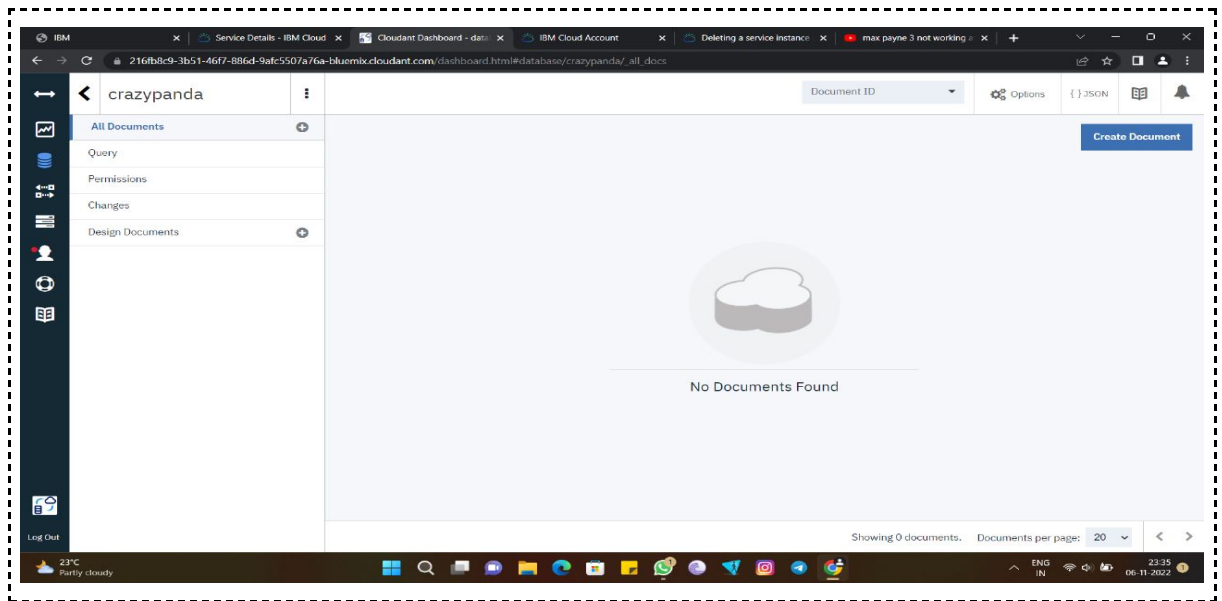 IBM
Service Details - IBM Cloud
Cloudant Dashboard - data
IBM Cloud Account
Deleting a service instance
max payne 3 not working a
216fb8c9-3b51-46f7-886d-9afc5507a76a-bluemix.cloudant.com/dashboard.html#database/crazypanda/_all_docs
crazypanda
Document ID
Options
{ } JSON
All Documents
Create Document
Query
Permissions
Changes
Design Documents
No Documents Found
Log Out
Showing 0 documents.
Documents per page: 20
23°C
Partly cloudy
ENG
IN
23:35
06-11-2022
1